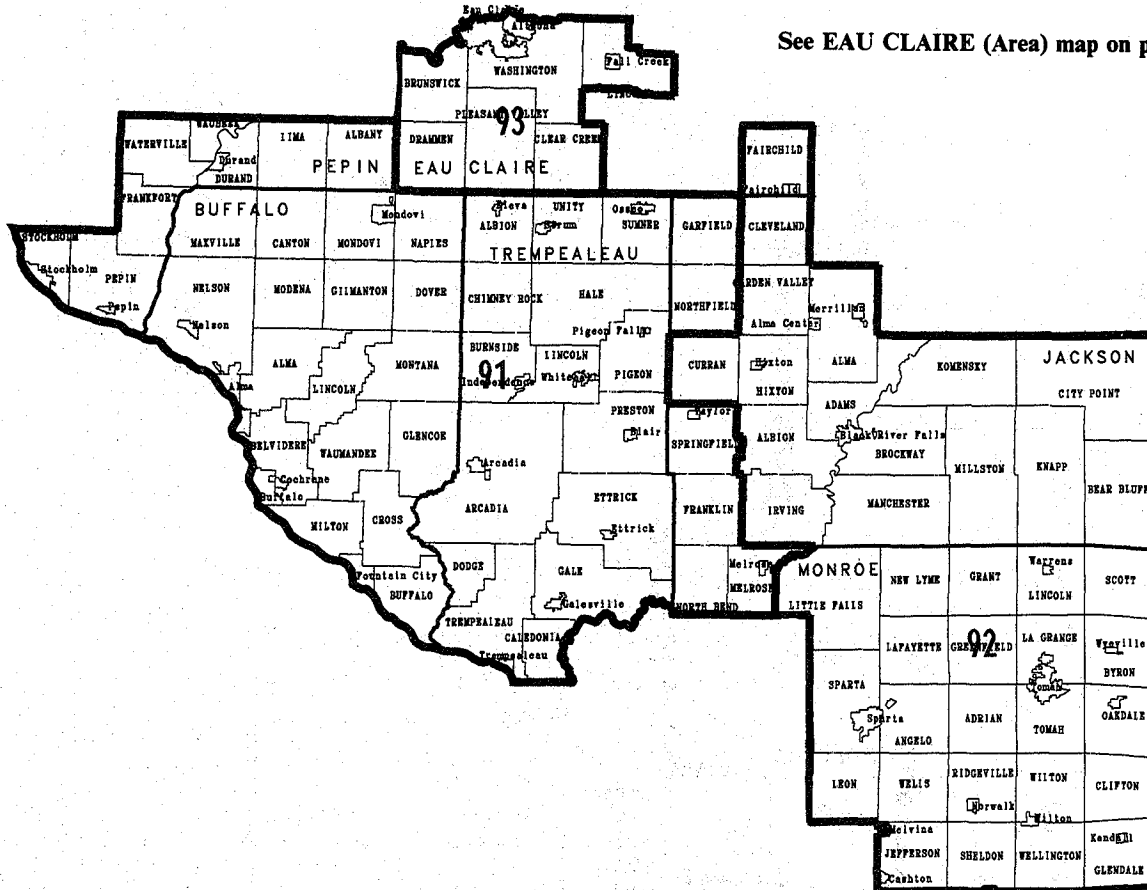 Eau Claire
Altoona
See EAU CLAIRE (Area) map on p
WASHINGTON
Fall Creek
BRUNSWICK
LINCO
PLEASANT VALLEY
93
DRAMMEN
CLEAR CREEK
EAU CLAIRE
WAUBEEK
WATERVILLE
LIMA
ALBANY
Durand
DURAND
PEPIN
FRANKFORT
FAIRCHILD
Fairchild
BUFFALO
Mondovi
Eleva
ALBION
UNITY
Strum
Osseo
SUMNER
GARFIELD
CLEVELAND
STOCKHOLM
Stockholm
PEPIN
Pepin
MAXVILLE
CANTON
MONDOVI
NAPLES
TREMPEALEAU
NELSON
Nelson
MODENA
GILMANTON
DOVER
CHIMNEY ROCK
HALE
NORTHFIELD
GARDEN VALLEY
Merrillan
Alma Center
Pigeon Falls
ALMA
Alma
LINCOLN
MONTANA
BURNSIDE
91
Independence
LINCOLN
Whitehall
PIGEON
CURRAN
Hixton
HIXTON
ALMA
KOMENSKY
JACKSON
CITY POINT
ADAMS
PRESTON
Blair
Taylor
SPRINGFIELD
ALBION
Black River Falls
BROCKWAY
MILLSTON
KNAPP
BEAR BLUFF
BELVIDERE
WAUMANDEE
GLENCOE
Arcadia
ARCADIA
Cochrane
Buffalo
MILTON
CROSS
ETTRICK
Ettrick
FRANKLIN
IRVING
MANCHESTER
Fountain City
BUFFALO
DODGE
GALE
Galesville
Melrose
MELROSE
NORTH BEND
MONROE
LITTLE FALLS
NEW LYME
GRANT
Warrens
LINCOLN
SCOTT
TREMPEALEAU
CALEDONIA
Trempealeau
LAFAYETTE
GREENFIELD
92
LA GRANGE
Wyeville
BYRON
SPARTA
Sparta
ANGELO
ADRIAN
Tomah
TOMAH
OAKDALE
LEON
WELLS
RIDGEVILLE
Norwalk
WILTON
Wilton
CLIFTON
Melvina
JEFFERSON
Cashton
SHELDON
WELLINGTON
Kendall
GLENDALE